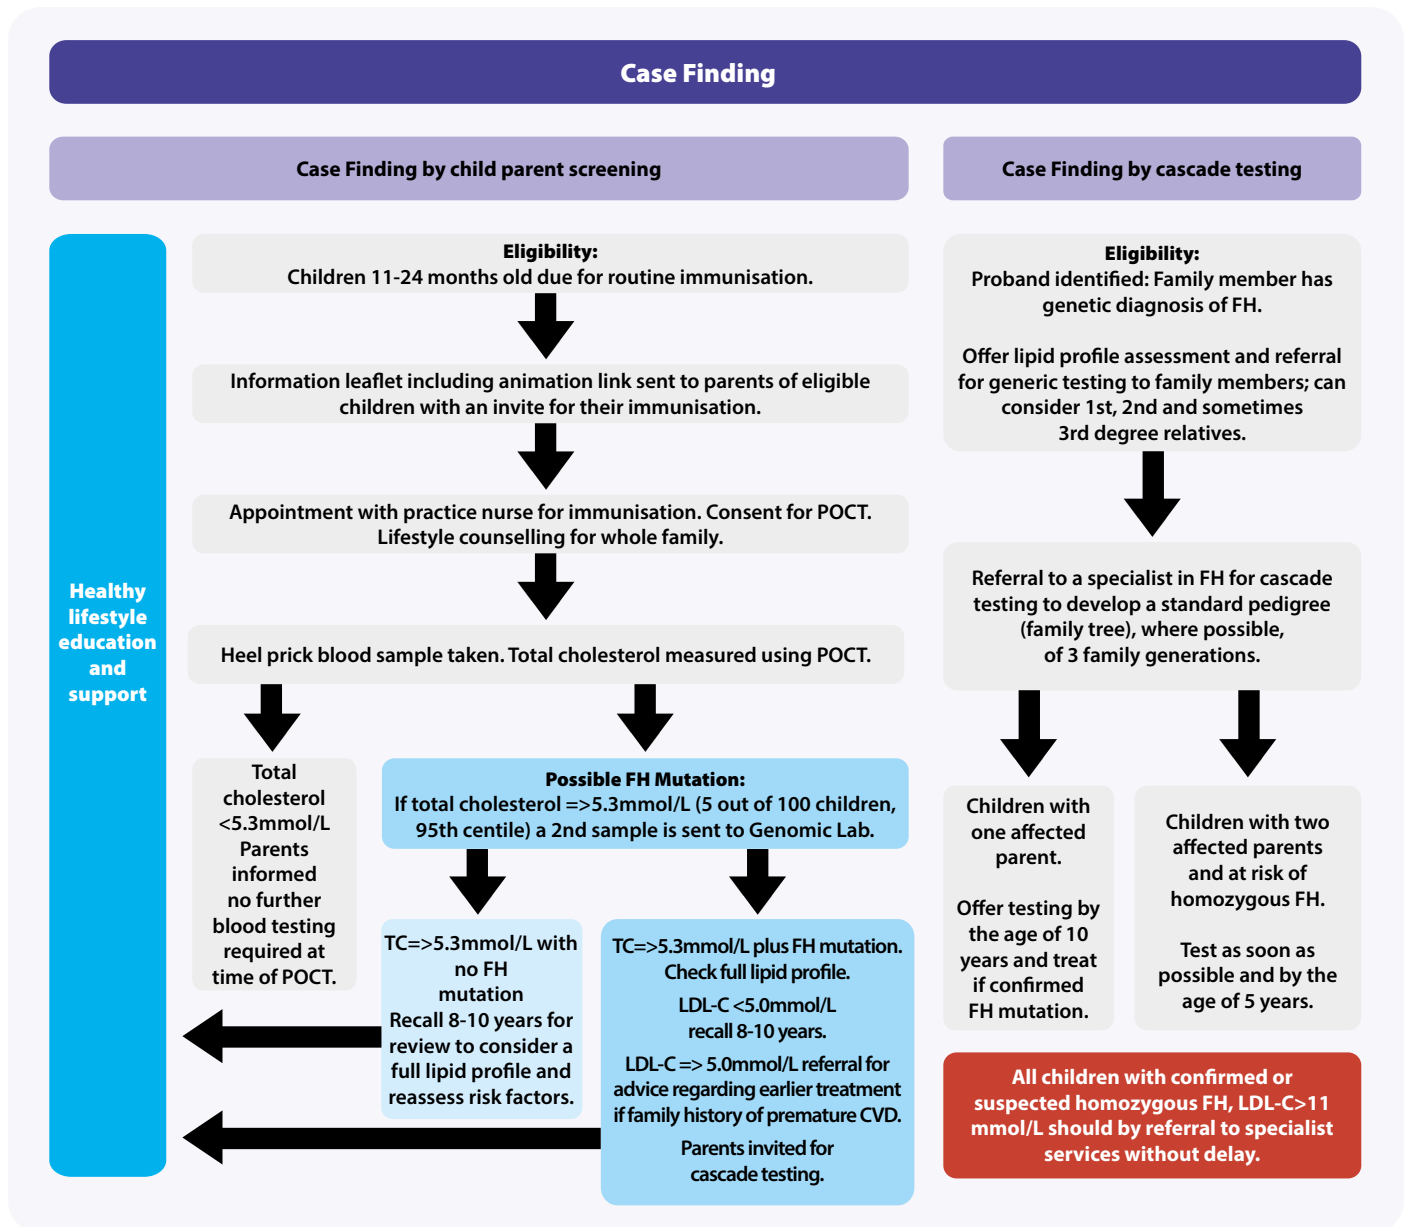 Case Finding
Case Finding by child parent screening
Healthy
lifestyle
education
and
support
Eligibility:
Children 11-24 months old due for routine immunisation.
Information leaflet including animation link sent to parents of eligible
children with an invite for their immunisation.
Appointment with practice nurse for immunisation. Consent for POCT.
Lifestyle counselling for whole family.
Heel prick blood sample taken. Total cholesterol measured using POCT.
Total
cholesterol
<5.3mmol/L
Parents
informed
no further
blood testing
required at
time of POCT.
Possible FH Mutation:
If total cholesterol =>5.3mmol/L (5 out of 100 children,
95th centile) a 2nd sample is sent to Genomic Lab.
TC=>5.3mmol/L with
no FH
mutation
Recall 8-10 years for
review to consider a
full lipid profile and
reassess risk factors.
TC=>5.3mmol/L plus FH mutation.
Check full lipid profile.
LDL-C <5.0mmol/L
recall 8-10 years.
LDL-C => 5.0mmol/L referral for
advice regarding earlier treatment
if family history of premature CVD.
Parents invited for
cascade testing.
Case Finding by cascade testing
Eligibility:
Proband identified: Family member has
genetic diagnosis of FH.
Offer lipid profile assessment and referral
for generic testing to family members; can
consider 1st, 2nd and sometimes
3rd degree relatives.
Referral to a specialist in FH for cascade
testing to develop a standard pedigree
(family tree), where possible,
of 3 family generations.
Children with
one affected
parent.
Offer testing by
the age of 10
years and treat
if confirmed
FH mutation.
Children with two
affected parents
and at risk of
homozygous FH.
Test as soon as
possible and by the
age of 5 years.
All children with confirmed or
suspected homozygous FH, LDL-C>11
mmol/L should by referral to specialist
services without delay.